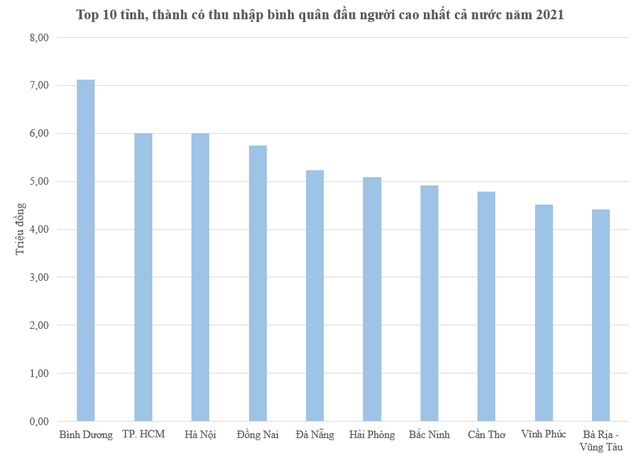 Top 10 tỉnh, thành có thu nhập bình quân đầu người cao nhất cả nước năm 2021
8,00
7,00
6,00
5,00
4,00
3,00
2,00
1,00
0,00
Triệu đồng
Bình Dương
TP. HCM
Hà Nội
Đồng Nai
Đà Nẵng
Hải Phòng
Bắc Ninh
Cần Thơ
Vĩnh Phúc
Bà Rịa -
Vũng Tàu